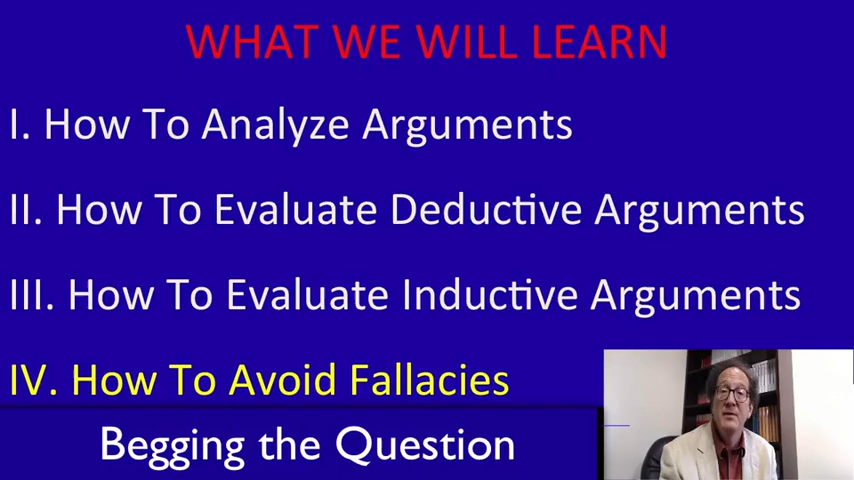 WHAT WE WILL LEARN
I. How To Analyze Arguments
II. How To Evaluate Deductive Arguments
III. How To Evaluate Inductive Arguments
IV. How To Avoid Fallacies
Begging the Question